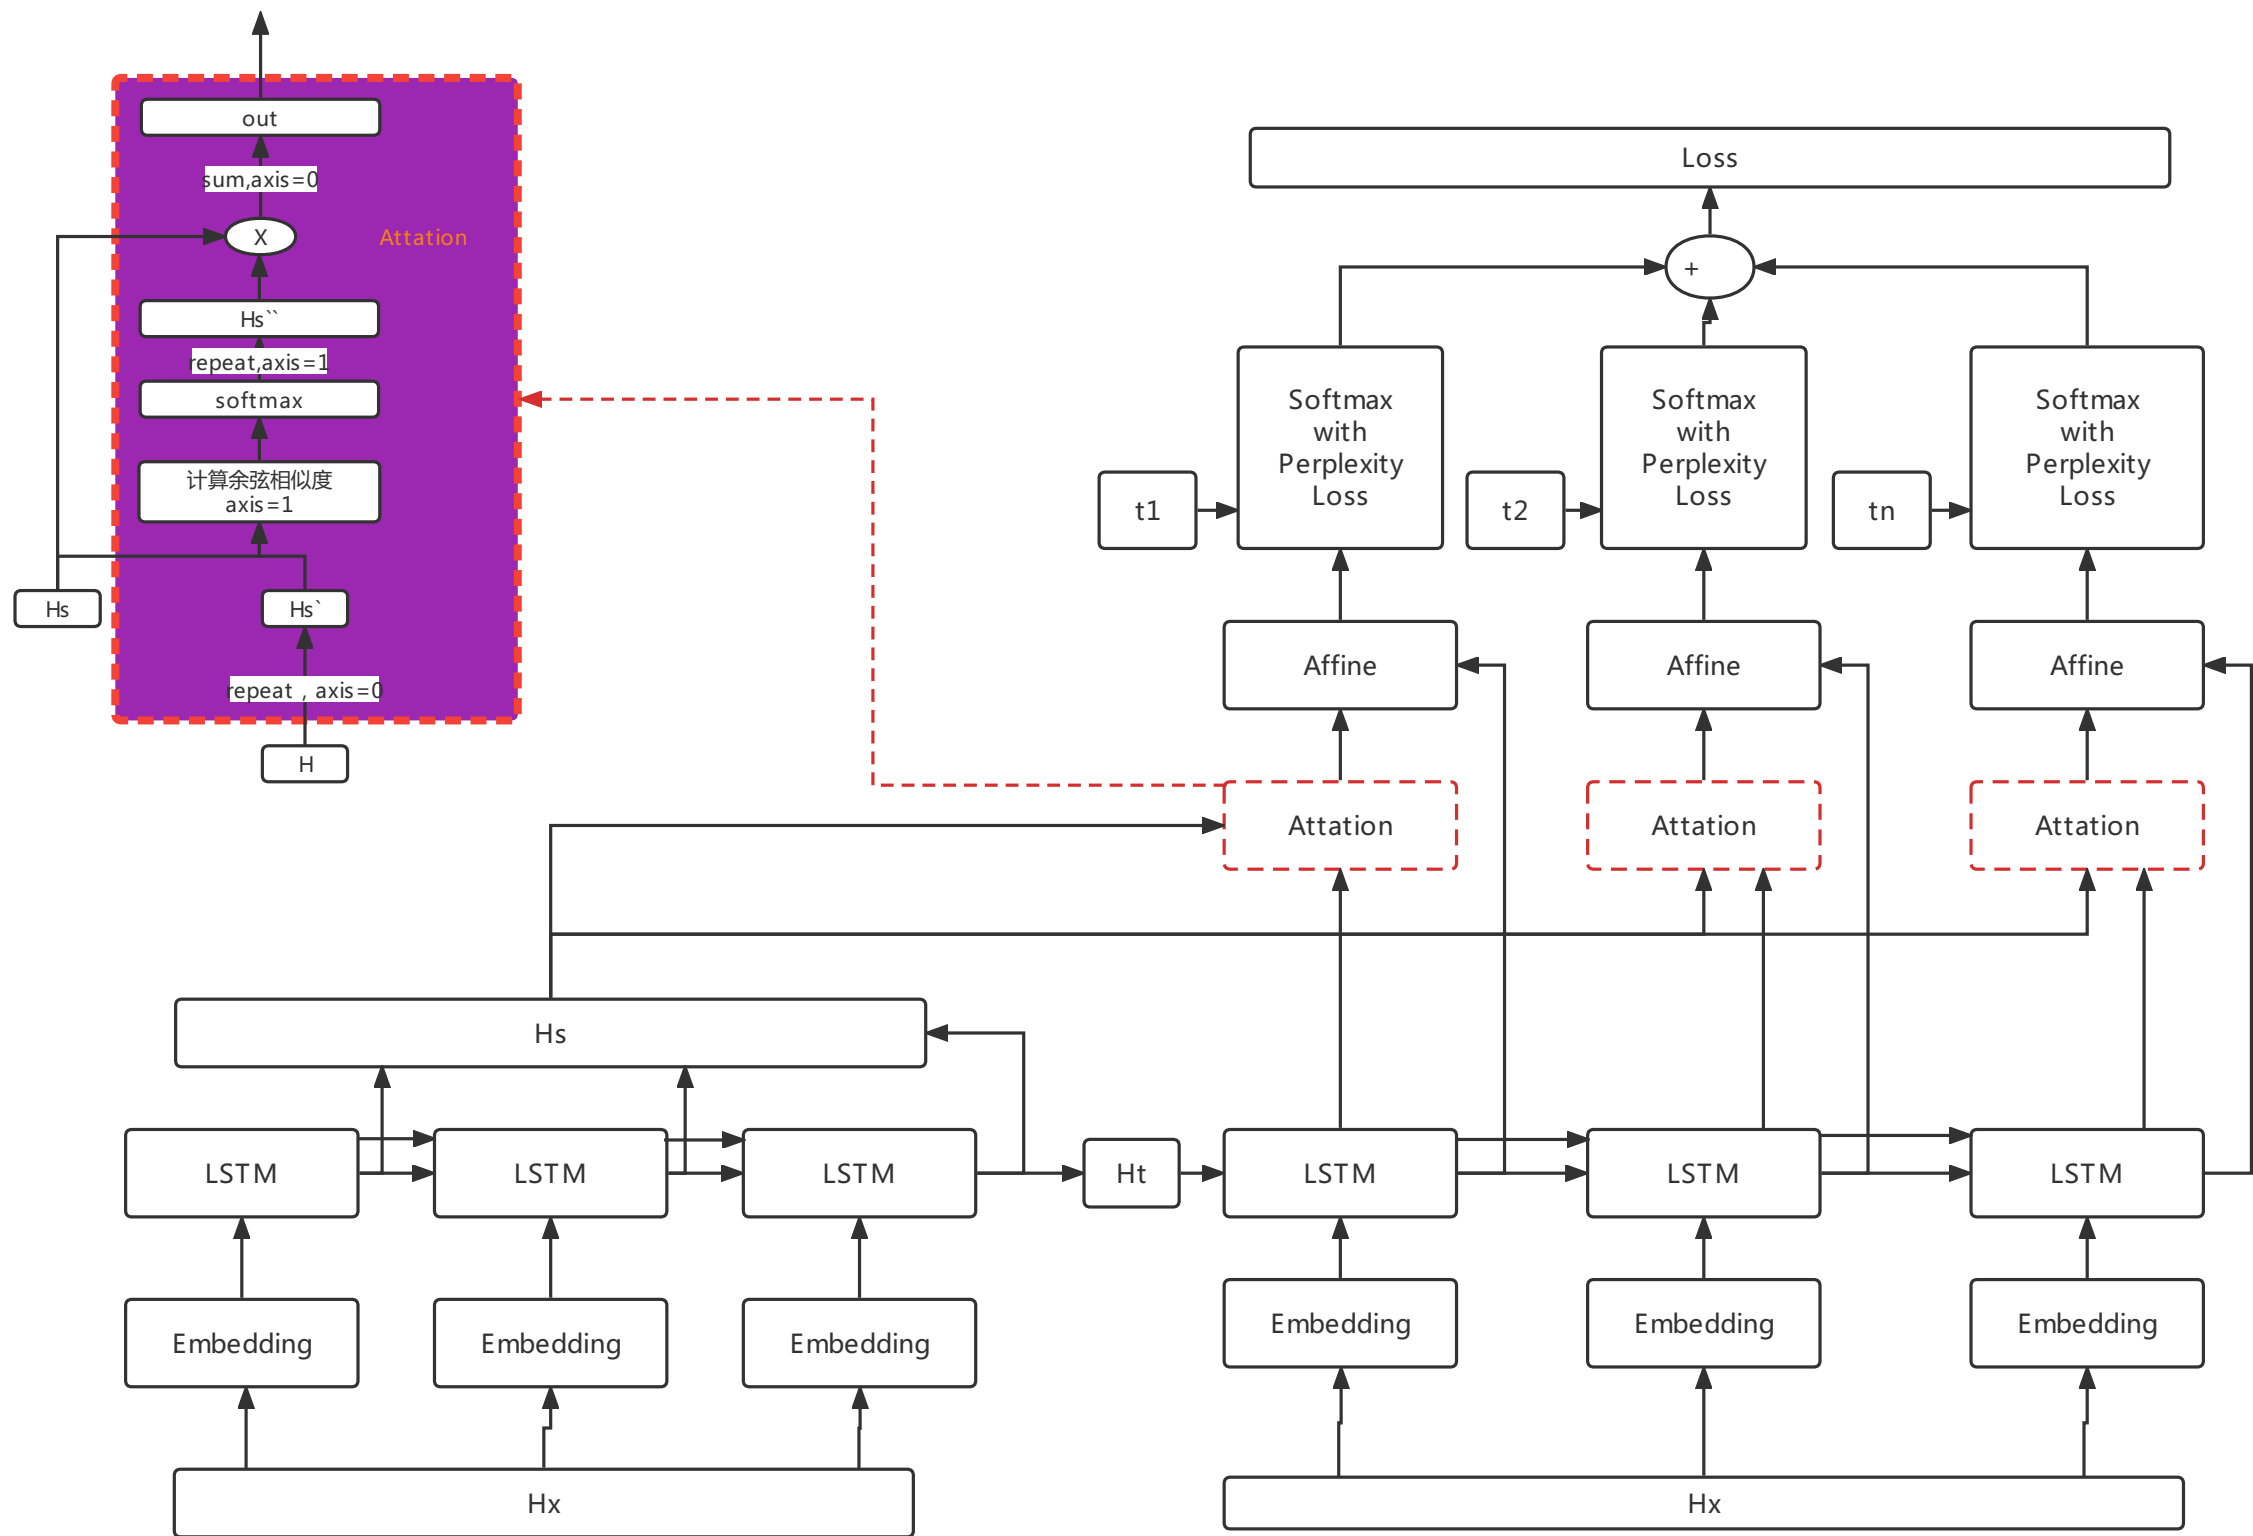 out
sum,axis=0
X
Attation
Hs``
repeat,axis=1
softmax
计算余弦相似度
axis=1
Hs
Hs`
repeat , axis=0
H
Loss
+
Softmax
with
Perplexity
Loss
Softmax
with
Perplexity
Loss
Softmax
with
Perplexity
Loss
t1
t2
tn
Affine
Affine
Affine
Attation
Attation
Attation
Hs
LSTM
LSTM
LSTM
Ht
LSTM
LSTM
LSTM
Embedding
Embedding
Embedding
Embedding
Embedding
Embedding
Hx
Hx